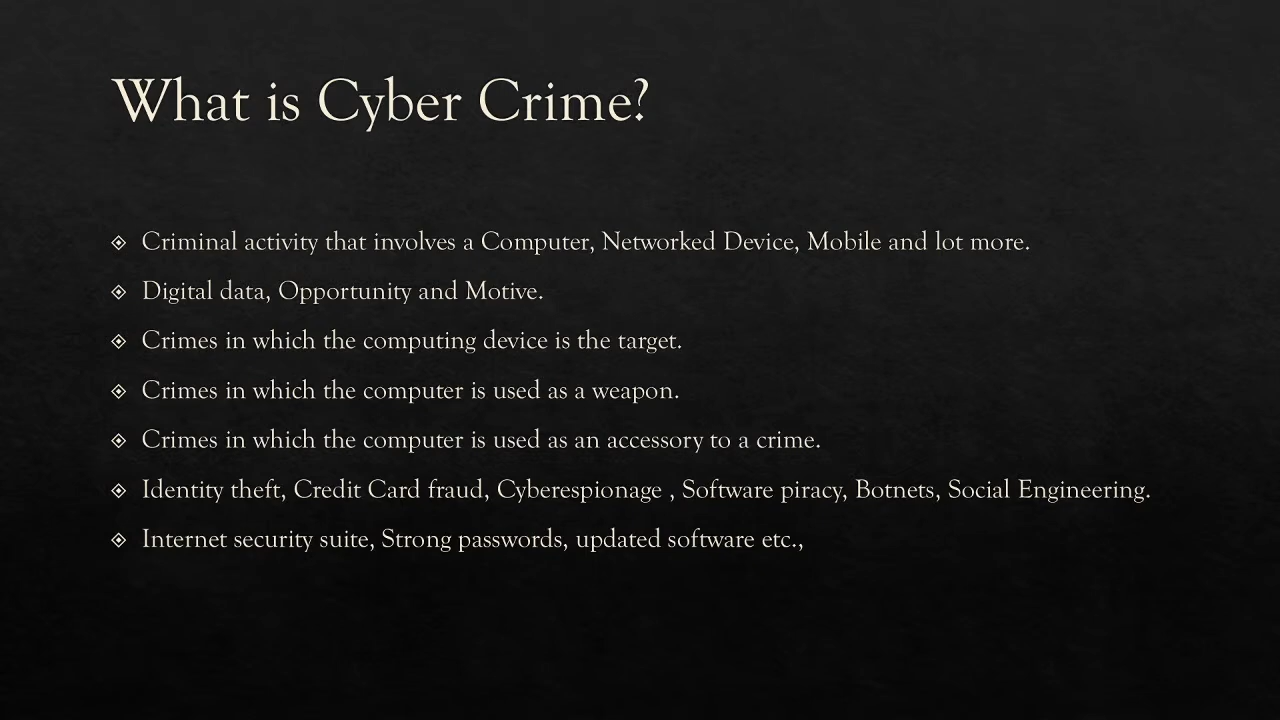 What is Cyber Crime?
Criminal activity that involves a Computer, Networked Device, Mobile and lot more.
Digital data, Opportunity and Motive.
Crimes in which the computing device is the target.
Crimes in which the computer is used as a weapon.
Crimes in which the computer is used as an accessory to a crime.
Identity theft, Credit Card fraud, Cyberespionage , Software piracy, Botnets, Social Engineering.
Internet security suite, Strong passwords, updated software etc.,